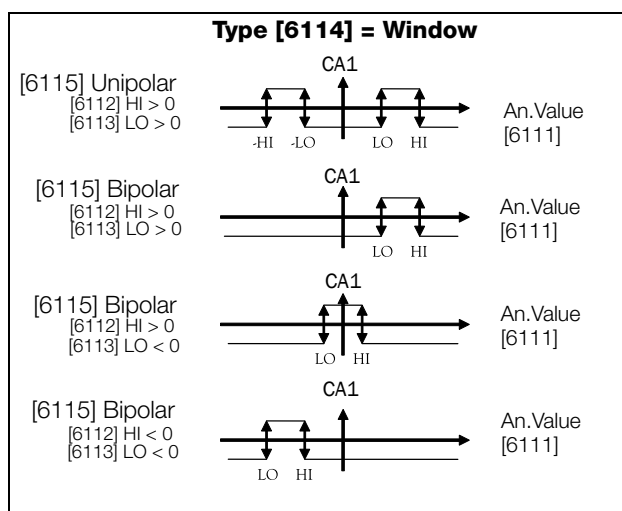 Type [6114] = Window
[6115] Unipolar
[6112] HI > 0
[6113] LO > 0
CA1
-HI -LO LO HI
An.Value
[6111]
[6115] Bipolar
[6112] HI > 0
[6113] LO > 0
CA1
LO HI
An.Value
[6111]
[6115] Bipolar
[6112] HI > 0
[6113] LO < 0
CA1
LO HI
An.Value
[6111]
[6115] Bipolar
[6112] HI < 0
[6113] LO < 0
CA1
LO HI
An.Value
[6111]